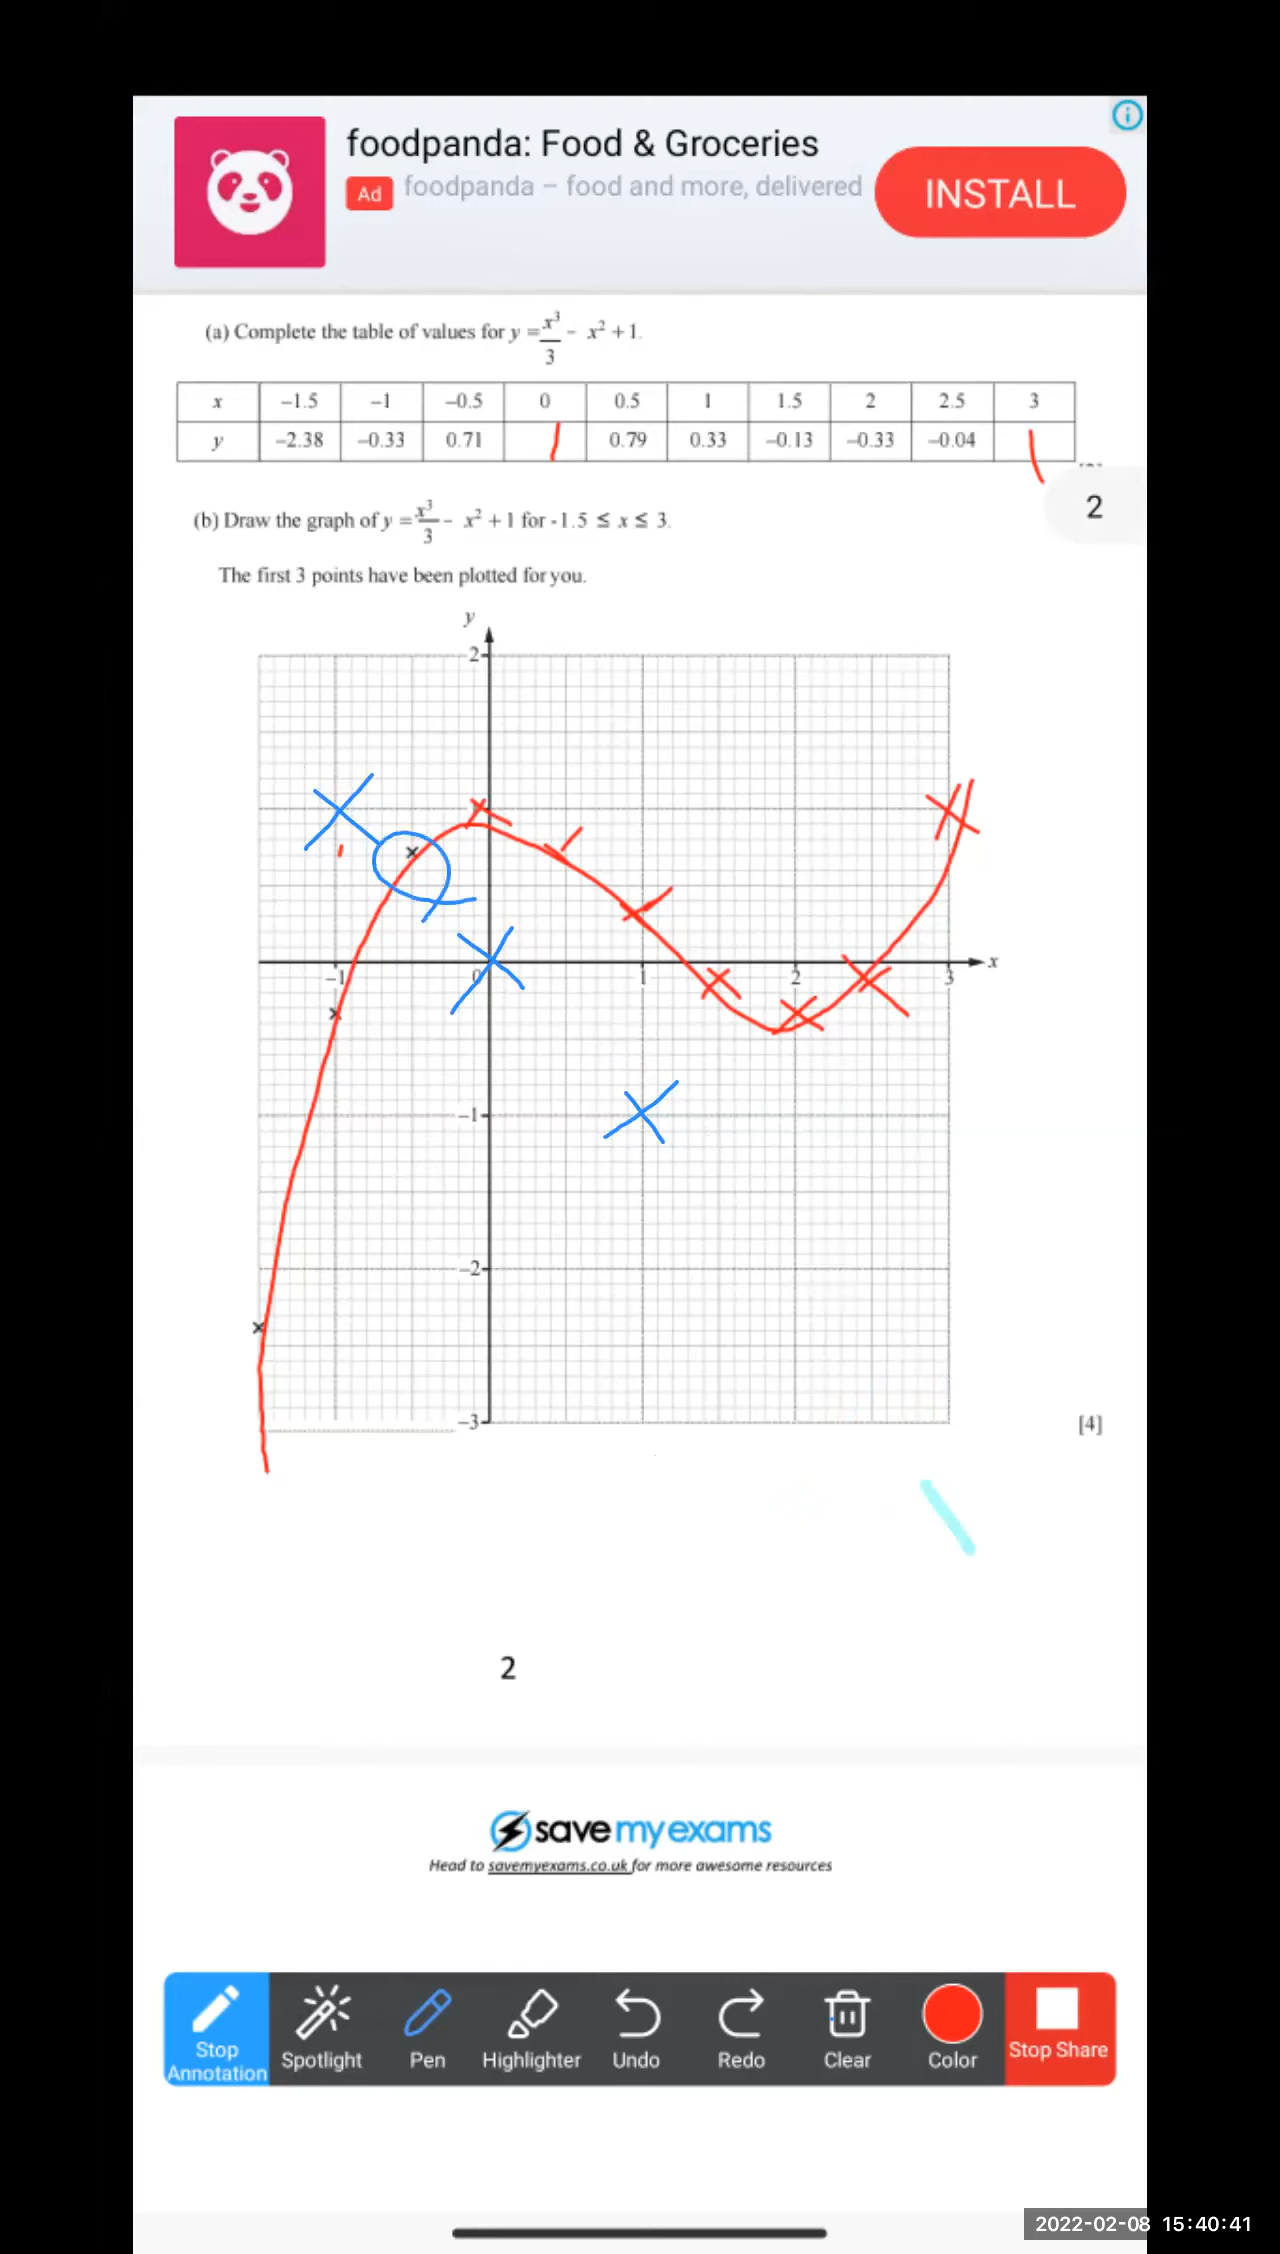 foodpanda: Food & Groceries
Ad foodpanda – food and more, delivered
INSTALL
(a) Complete the table of values for y = x³/3 – x² + 1.
x –1.5 –1 –0.5 0 0.5 1 1.5 2 2.5 3
y –2.38 –0.33 0.71 1 0.79 0.33 –0.13 –0.33 –0.04 1
2
(b) Draw the graph of y = x³/3 – x² + 1 for -1.5 ≤ x ≤ 3.
The first 3 points have been plotted for you.
y
2
–1 0 1 2 3 x
–1
–2
–3
[4]
2
save my exams
Head to savemyexams.co.uk for more awesome resources
Stop Annotation
Spotlight
Pen
Highlighter
Undo
Redo
Clear
Color
Stop Share
2022-02-08 15:40:41